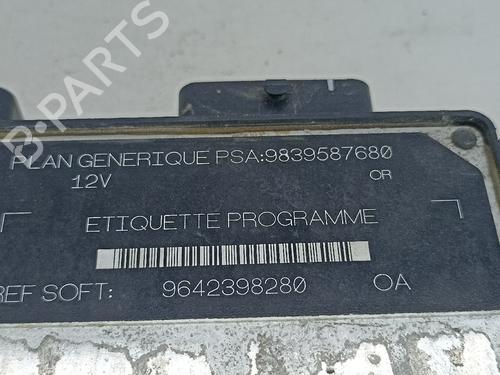 B-PARTS
PLAN GENERIQUE PSA:9839587680
12V OR
ETIQUETTE PROGRAMME
REF SOFT: 9642398280 OA